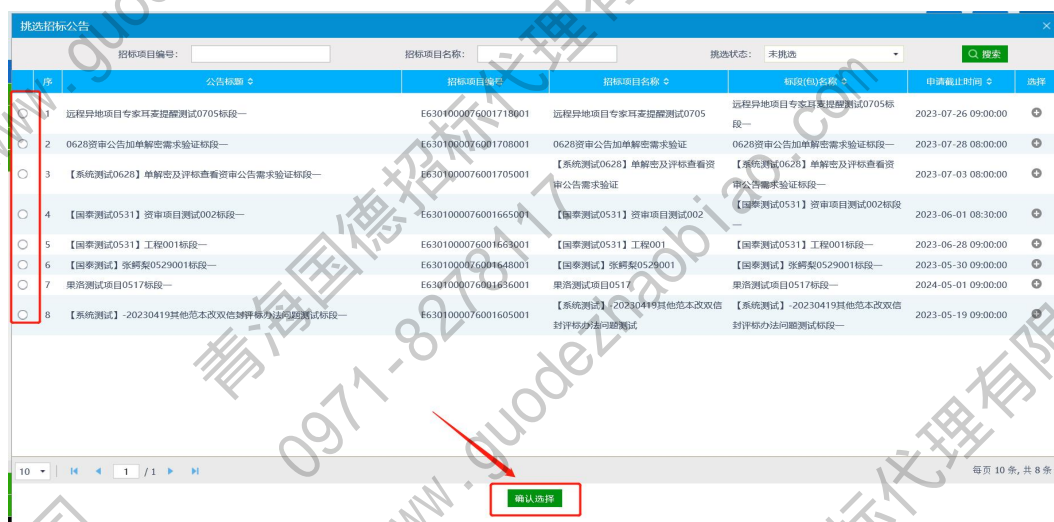 挑选招标公告 ×
招标项目编号： 招标项目名称： 挑选状态： 未挑选 搜索
序 公告标题 招标项目编号 招标项目名称 标段(包)名称 申请截止时间 选择
1 远程异地项目专家耳麦提醒测试0705标段一 E6301000076001718001 远程异地项目专家耳麦提醒测试0705 远程异地项目专家耳麦提醒测试0705标 2023-07-26 09:00:00
段一
2 0628资审公告加单解密需求验证标段一 E6301000076001708001 0628资审公告加单解密需求验证 0628资审公告加单解密需求验证标段一 2023-07-28 08:00:00
3 【系统测试0628】单解密及评标查看资审公告需求验证标段一 E6301000076001705001 【系统测试0628】单解密及评标查看资 【系统测试0628】单解密及评标查看资 2023-07-03 08:00:00
审公告需求验证 审公告需求验证标段一
4 【国泰测试0531】资审项目测试002标段一 E6301000076001665001 【国泰测试0531】资审项目测试002 【国泰测试0531】资审项目测试002标段 2023-06-01 08:30:00
一
5 【国泰测试0531】工程001标段一 E6301000076001663001 【国泰测试0531】工程001 【国泰测试0531】工程001标段一 2023-06-28 09:00:00
6 【国泰测试】张鳄梨0529001标段一 E6301000076001648001 【国泰测试】张鳄梨0529001 【国泰测试】张鳄梨0529001标段一 2023-05-30 09:00:00
7 果洛测试项目0517标段一 E6301000076001636001 果洛测试项目0517 果洛测试项目0517标段一 2024-05-01 09:00:00
8 【系统测试】-20230419其他范本改双信封评标办法问题测试标段一 E6301000076001605001 【系统测试】-20230419其他范本改双信 【系统测试】-20230419其他范本改双信 2023-05-19 09:00:00
封评标办法问题测试 封评标办法问题测试标段一
10 1 / 1 每页 10 条, 共 8 条
确认选择
青海国德招标代理有限
0971-8278117
www.guodezhaobiao.com